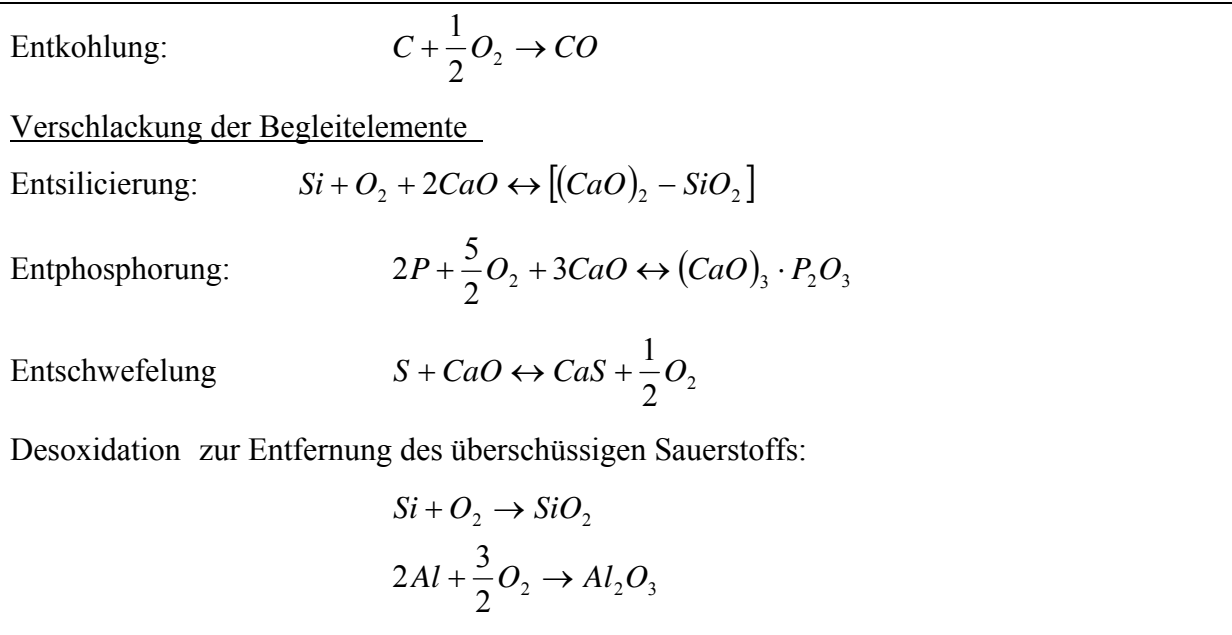 Entkohlung: C + 1/2 O₂ → CO
Verschlackung der Begleitelemente
Entsilicierung: Si + O₂ + 2CaO ↔ [(CaO)₂ − SiO₂]
Entphosphorung: 2P + 5/2 O₂ + 3CaO ↔ (CaO)₃ · P₂O₃
Entschwefelung S + CaO ↔ CaS + 1/2 O₂
Desoxidation zur Entfernung des überschüssigen Sauerstoffs:
Si + O₂ → SiO₂
2Al + 3/2 O₂ → Al₂O₃